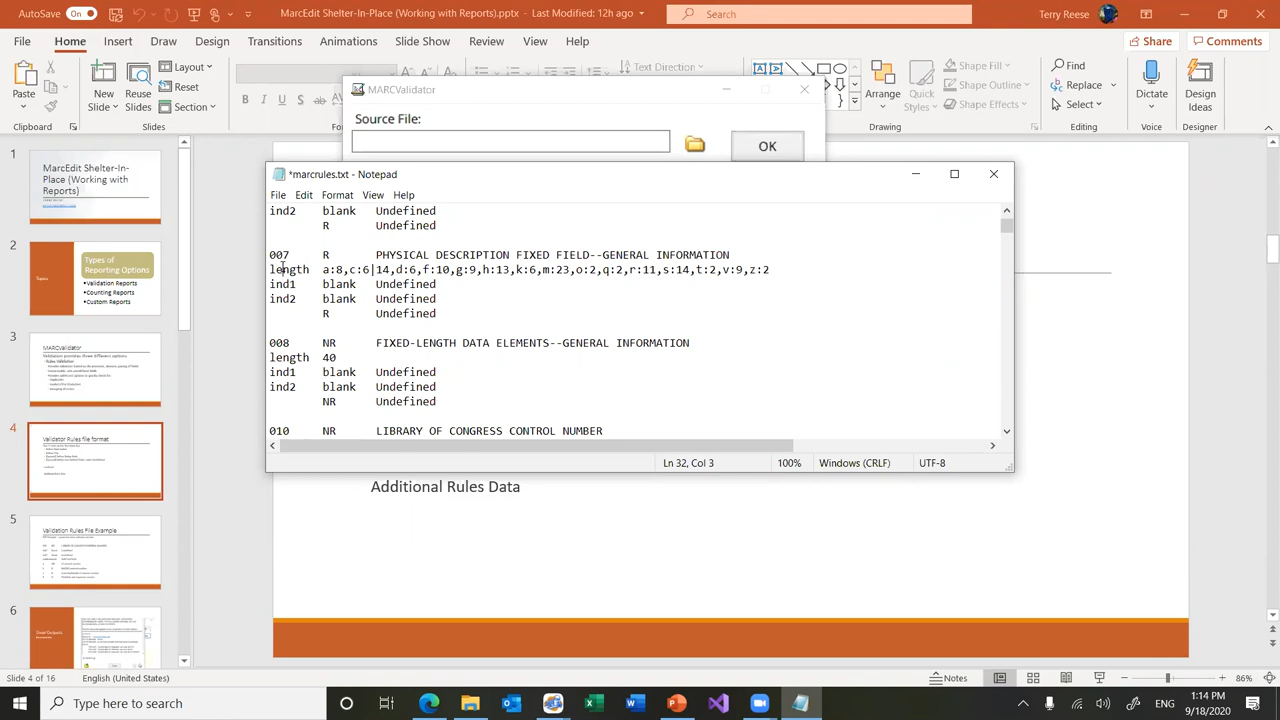 AutoSave On
MarcEdit Shelter-In-Place (Working with Reports).pptx - Last Modified: 12h ago
Search
Terry Reese
File Home Insert Draw Design Transitions Animations Slide Show Review View Help
Share Comments
Paste
New Slide
Reuse Slides
Layout
Reset
Section
Text Direction
Arrange
Quick Styles
Shape Fill
Shape Outline
Shape Effects
Find
Replace
Select
Dictate
Design Ideas
Clipboard Slides Drawing Editing Voice Designer
MARCValidator
Source File:
OK
*marcrules.txt - Notepad
File Edit Format View Help
ind2 blank Undefined
R Undefined
007 R PHYSICAL DESCRIPTION FIXED FIELD--GENERAL INFORMATION
length a:8,c:6|14,d:6,f:10,g:9,h:13,k:6,m:23,o:2,q:2,r:11,s:14,t:2,v:9,z:2
ind1 blank Undefined
ind2 blank Undefined
R Undefined
008 NR FIXED-LENGTH DATA ELEMENTS--GENERAL INFORMATION
length 40
ind1 blank Undefined
ind2 blank Undefined
NR Undefined
010 NR LIBRARY OF CONGRESS CONTROL NUMBER
Ln 32, Col 3 100% Windows (CRLF) UTF-8
Additional Rules Data
1
MarcEdit Shelter-In-
Place (Working with
Reports)
2
Topics
Types of
Reporting Options
• Validation Reports
• Counting Reports
• Custom Reports
3
MARCValidator
4
Validator Rules file format
5
Validation Rules File Example
6
Slide 4 of 16 English (United States)
Notes
86%
Type here to search
ENG
1:14 PM
9/18/2020